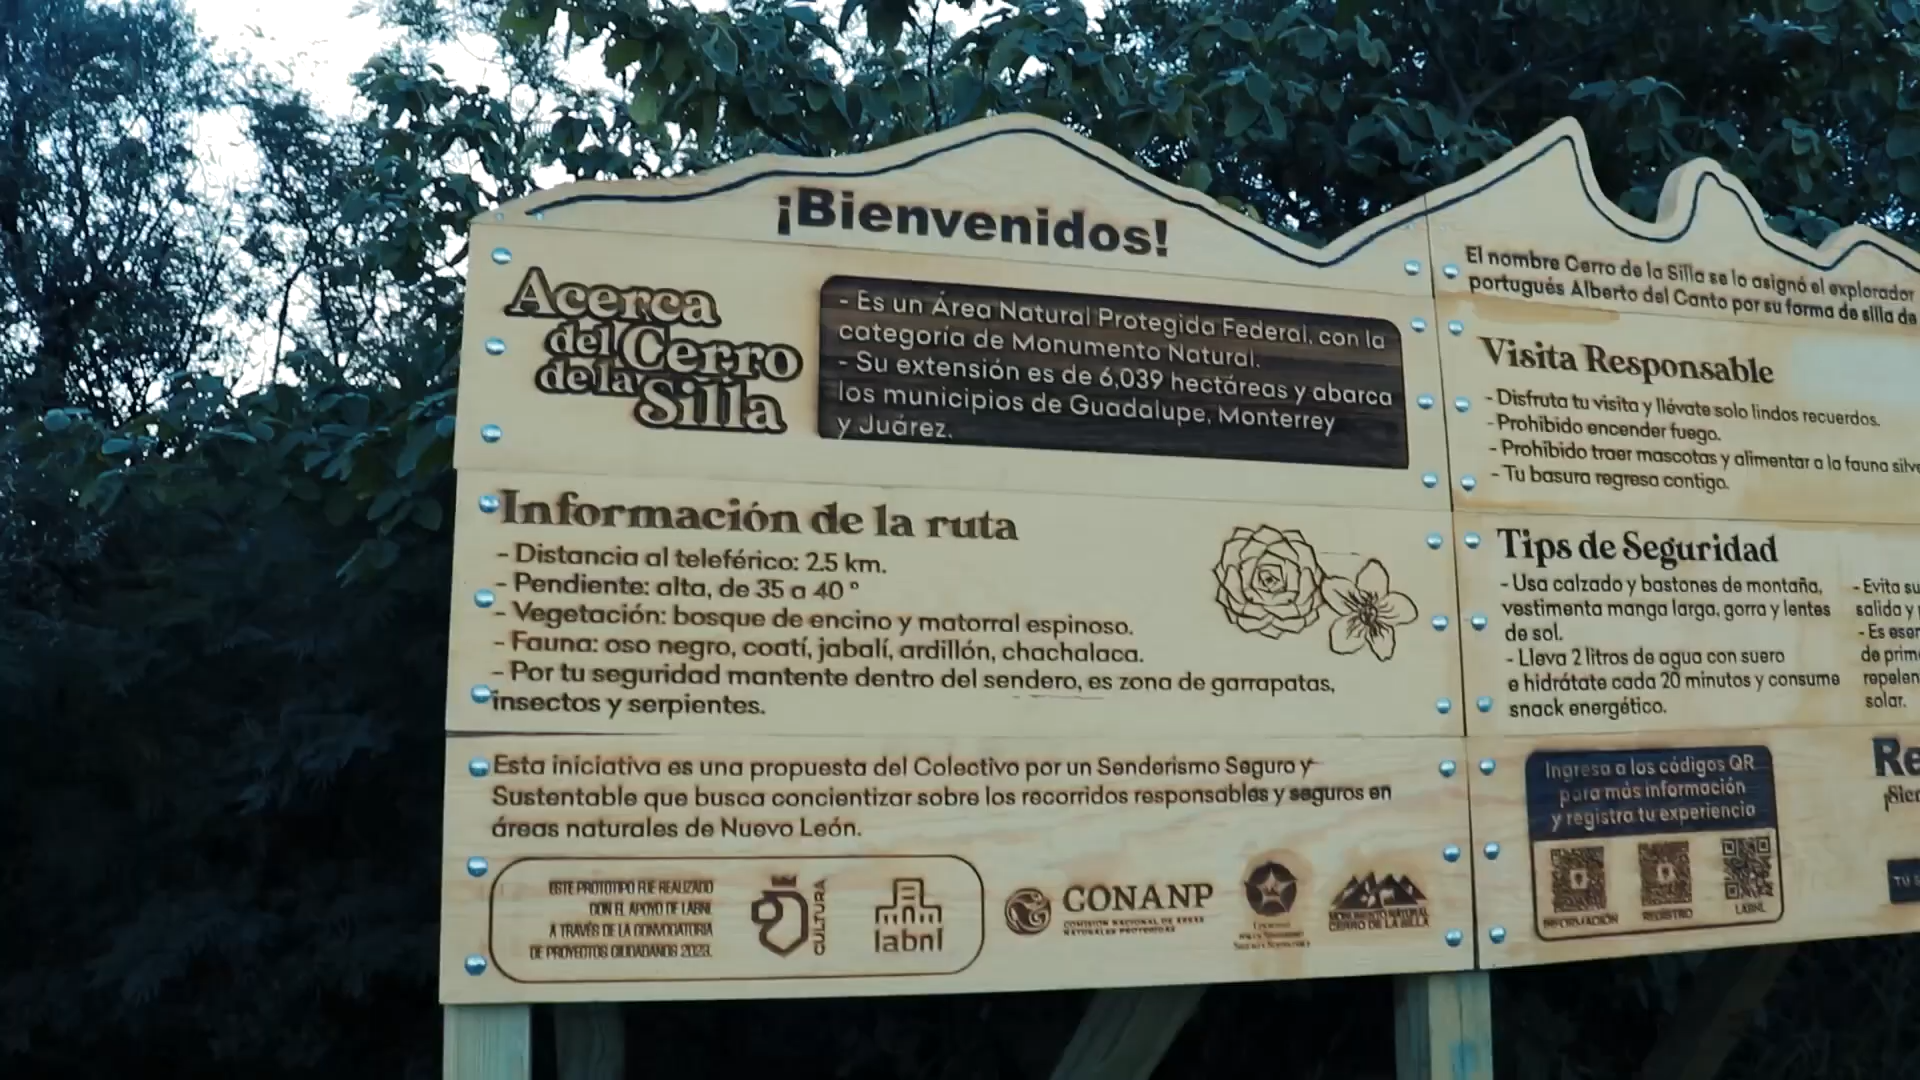 ¡Bienvenidos!
Acerca
del Cerro
de la Silla
- Es un Área Natural Protegida Federal, con la
categoría de Monumento Natural.
- Su extensión es de 6,039 hectáreas y abarca
los municipios de Guadalupe, Monterrey
y Juárez.
Información de la ruta
- Distancia al teleférico: 2.5 km.
- Pendiente: alta, de 35 a 40 º
- Vegetación: bosque de encino y matorral espinoso.
- Fauna: oso negro, coatí, jabalí, ardillón, chachalaca.
- Por tu seguridad mantente dentro del sendero, es zona de garrapatas,
insectos y serpientes.
Esta iniciativa es una propuesta del Colectivo por un Senderismo Seguro y
Sustentable que busca concientizar sobre los recorridos responsables y seguros en
áreas naturales de Nuevo León.
ESTE PROTOTIPO FUE REALIZADO
CON EL APOYO DE LABNL
A TRAVÉS DE LA CONVOCATORIA
DE PROYECTOS CIUDADANOS 2023.
CULTURA
labnl
CONANP
COMISIÓN NACIONAL DE ÁREAS
NATURALES PROTEGIDAS
MONUMENTO NATURAL
CERRO DE LA SILLA
El nombre Cerro de la Silla se lo asignó el explorador
portugués Alberto del Canto por su forma de silla de
Visita Responsable
- Disfruta tu visita y llévate solo lindos recuerdos.
- Prohibido encender fuego.
- Prohibido traer mascotas y alimentar a la fauna silve
- Tu basura regresa contigo.
Tips de Seguridad
- Usa calzado y bastones de montaña,
vestimenta manga larga, gorra y lentes
de sol.
- Lleva 2 litros de agua con suero
e hidrátate cada 20 minutos y consume
snack energético.
- Evita su
salida y
- Es esen
de prim
repelen
solar.
Ingresa a los códigos QR
para más información
y registra tu experiencia
INFORMACIÓN
REGISTRO
LABNL
Re
¡Sie
TU S